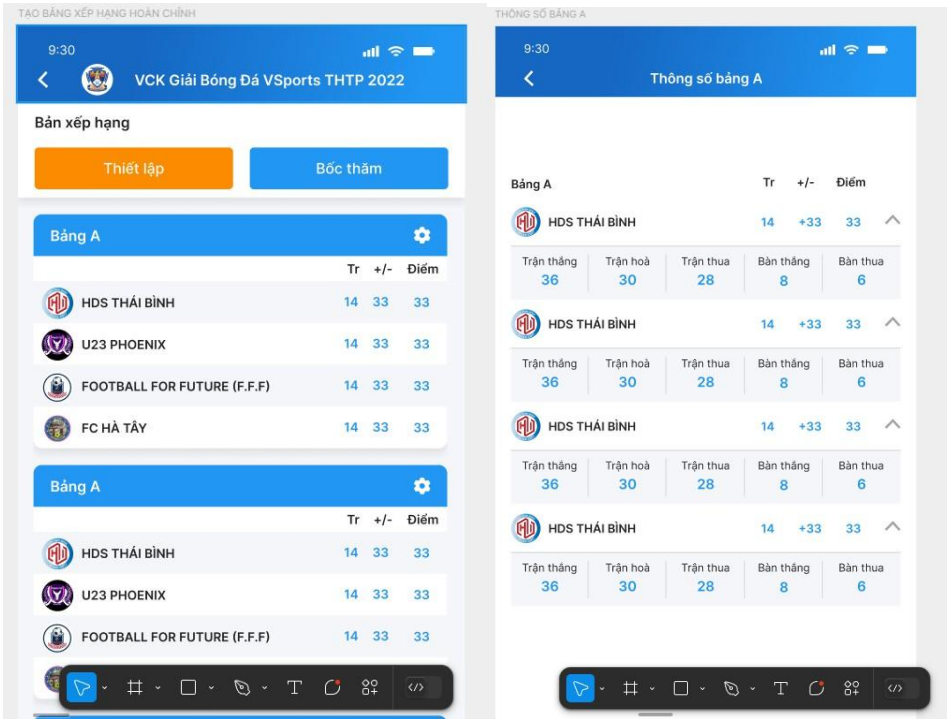 TẠO BẢNG XẾP HẠNG HOÀN CHỈNH
9:30
VCK Giải Bóng Đá VSports THTP 2022
Bản xếp hạng
Thiết lập Bốc thăm
Bảng A
Tr +/- Điểm
HDS THÁI BÌNH 14 33 33
U23 PHOENIX 14 33 33
FOOTBALL FOR FUTURE (F.F.F) 14 33 33
FC HÀ TÂY 14 33 33
Bảng A
Tr +/- Điểm
HDS THÁI BÌNH 14 33 33
U23 PHOENIX 14 33 33
FOOTBALL FOR FUTURE (F.F.F) 14 33 33
THÔNG SỐ BẢNG A
9:30
Thông số bảng A
Bảng A Tr +/- Điểm
HDS THÁI BÌNH 14 +33 33
Trận thắng Trận hoà Trận thua Bàn thắng Bàn thua
36 30 28 8 6
HDS THÁI BÌNH 14 +33 33
Trận thắng Trận hoà Trận thua Bàn thắng Bàn thua
36 30 28 8 6
HDS THÁI BÌNH 14 +33 33
Trận thắng Trận hoà Trận thua Bàn thắng Bàn thua
36 30 28 8 6
HDS THÁI BÌNH 14 +33 33
Trận thắng Trận hoà Trận thua Bàn thắng Bàn thua
36 30 28 8 6